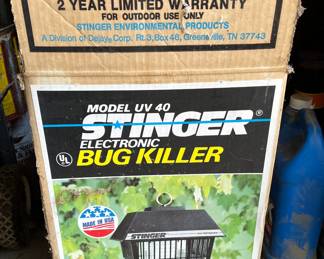 2 YEAR LIMITED WARRANTY
FOR OUTDOOR USE ONLY
STINGER ENVIRONMENTAL PRODUCTS
A Division of Dejay Corp. Rt.3, Box 46, Greeneville, TN 37743
MODEL UV 40
STINGER®
ELECTRONIC
UL
BUG KILLER
MADE IN USA
STINGER